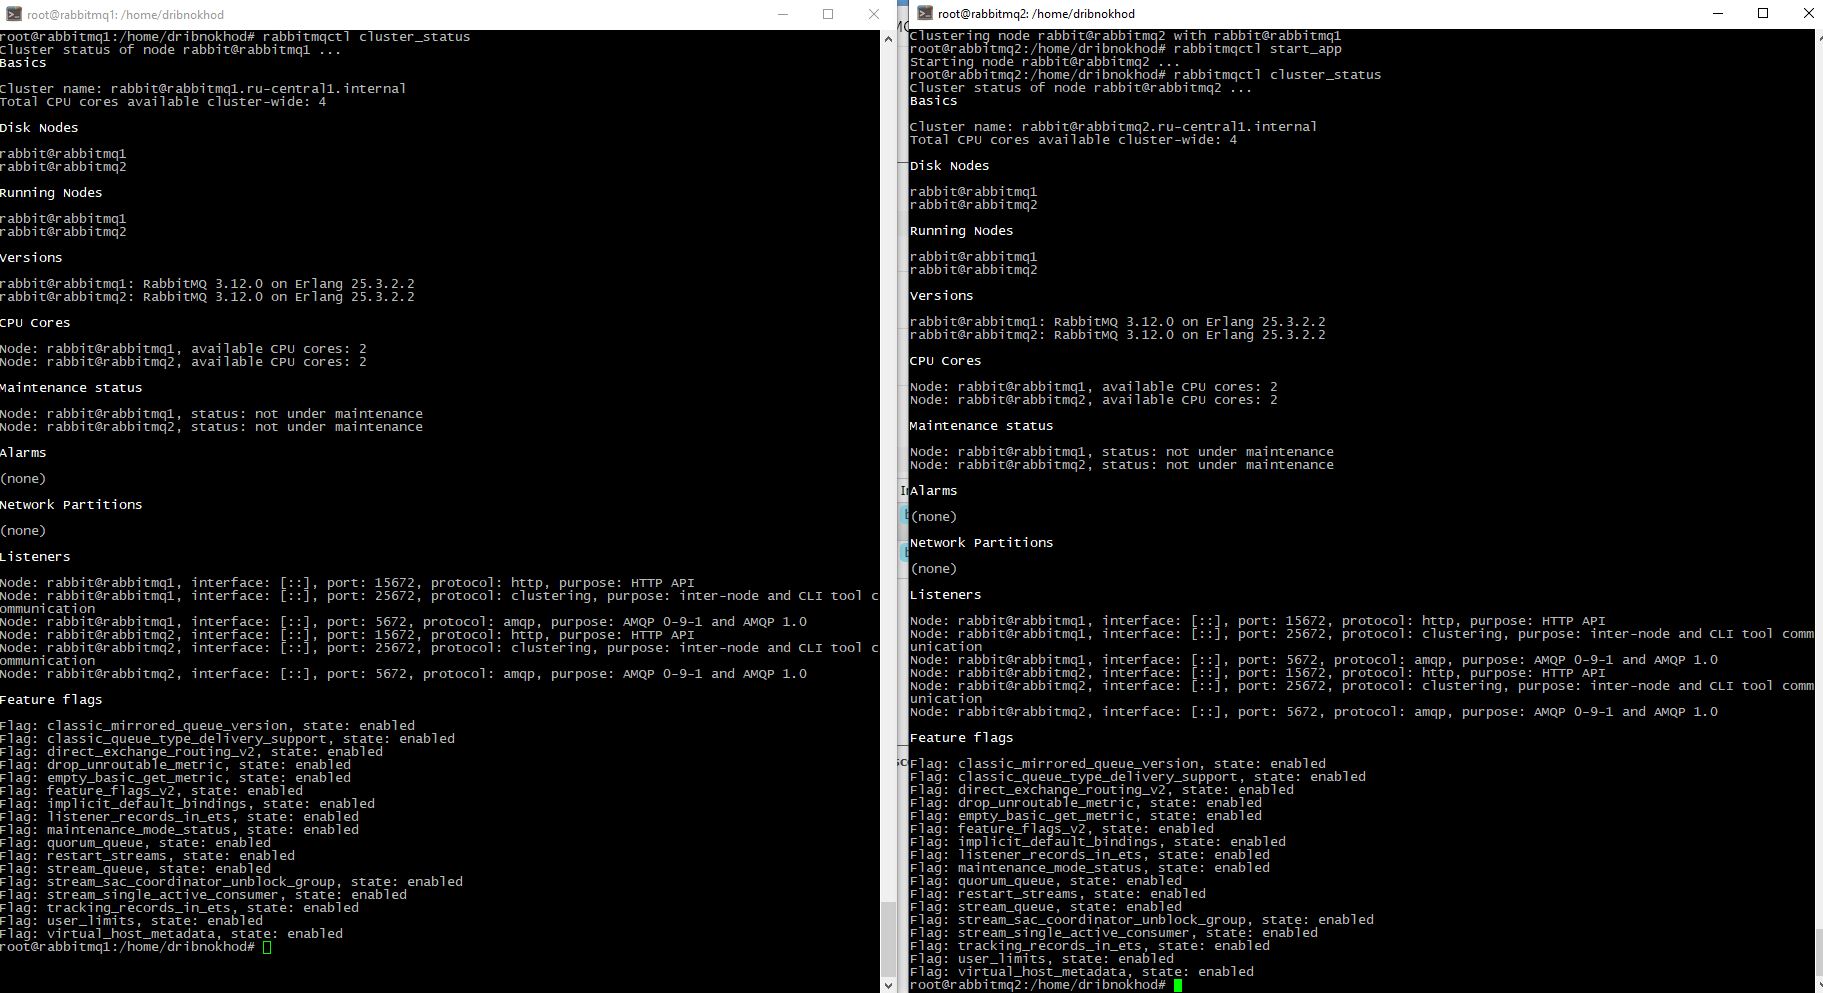 root@rabbitmq1: /home/dribnokhod
root@rabbitmq1:/home/dribnokhod# rabbitmqctl cluster_status
Cluster status of node rabbit@rabbitmq1 ...
Basics
Cluster name: rabbit@rabbitmq1.ru-central1.internal
Total CPU cores available cluster-wide: 4
Disk Nodes
rabbit@rabbitmq1
rabbit@rabbitmq2
Running Nodes
rabbit@rabbitmq1
rabbit@rabbitmq2
Versions
rabbit@rabbitmq1: RabbitMQ 3.12.0 on Erlang 25.3.2.2
rabbit@rabbitmq2: RabbitMQ 3.12.0 on Erlang 25.3.2.2
CPU Cores
Node: rabbit@rabbitmq1, available CPU cores: 2
Node: rabbit@rabbitmq2, available CPU cores: 2
Maintenance status
Node: rabbit@rabbitmq1, status: not under maintenance
Node: rabbit@rabbitmq2, status: not under maintenance
Alarms
(none)
Network Partitions
(none)
Listeners
Node: rabbit@rabbitmq1, interface: [::], port: 15672, protocol: http, purpose: HTTP API
Node: rabbit@rabbitmq1, interface: [::], port: 25672, protocol: clustering, purpose: inter-node and CLI tool c
ommunication
Node: rabbit@rabbitmq1, interface: [::], port: 5672, protocol: amqp, purpose: AMQP 0-9-1 and AMQP 1.0
Node: rabbit@rabbitmq2, interface: [::], port: 15672, protocol: http, purpose: HTTP API
Node: rabbit@rabbitmq2, interface: [::], port: 25672, protocol: clustering, purpose: inter-node and CLI tool c
ommunication
Node: rabbit@rabbitmq2, interface: [::], port: 5672, protocol: amqp, purpose: AMQP 0-9-1 and AMQP 1.0
Feature flags
Flag: classic_mirrored_queue_version, state: enabled
Flag: classic_queue_type_delivery_support, state: enabled
Flag: direct_exchange_routing_v2, state: enabled
Flag: drop_unroutable_metric, state: enabled
Flag: empty_basic_get_metric, state: enabled
Flag: feature_flags_v2, state: enabled
Flag: implicit_default_bindings, state: enabled
Flag: listener_records_in_ets, state: enabled
Flag: maintenance_mode_status, state: enabled
Flag: quorum_queue, state: enabled
Flag: restart_streams, state: enabled
Flag: stream_queue, state: enabled
Flag: stream_sac_coordinator_unblock_group, state: enabled
Flag: stream_single_active_consumer, state: enabled
Flag: tracking_records_in_ets, state: enabled
Flag: user_limits, state: enabled
Flag: virtual_host_metadata, state: enabled
root@rabbitmq1:/home/dribnokhod#
root@rabbitmq2: /home/dribnokhod
Clustering node rabbit@rabbitmq2 with rabbit@rabbitmq1
root@rabbitmq2:/home/dribnokhod# rabbitmqctl start_app
Starting node rabbit@rabbitmq2 ...
root@rabbitmq2:/home/dribnokhod# rabbitmqctl cluster_status
Cluster status of node rabbit@rabbitmq2 ...
Basics
Cluster name: rabbit@rabbitmq2.ru-central1.internal
Total CPU cores available cluster-wide: 4
Disk Nodes
rabbit@rabbitmq1
rabbit@rabbitmq2
Running Nodes
rabbit@rabbitmq1
rabbit@rabbitmq2
Versions
rabbit@rabbitmq1: RabbitMQ 3.12.0 on Erlang 25.3.2.2
rabbit@rabbitmq2: RabbitMQ 3.12.0 on Erlang 25.3.2.2
CPU Cores
Node: rabbit@rabbitmq1, available CPU cores: 2
Node: rabbit@rabbitmq2, available CPU cores: 2
Maintenance status
Node: rabbit@rabbitmq1, status: not under maintenance
Node: rabbit@rabbitmq2, status: not under maintenance
Alarms
(none)
Network Partitions
(none)
Listeners
Node: rabbit@rabbitmq1, interface: [::], port: 15672, protocol: http, purpose: HTTP API
Node: rabbit@rabbitmq1, interface: [::], port: 25672, protocol: clustering, purpose: inter-node and CLI tool comm
unication
Node: rabbit@rabbitmq1, interface: [::], port: 5672, protocol: amqp, purpose: AMQP 0-9-1 and AMQP 1.0
Node: rabbit@rabbitmq2, interface: [::], port: 15672, protocol: http, purpose: HTTP API
Node: rabbit@rabbitmq2, interface: [::], port: 25672, protocol: clustering, purpose: inter-node and CLI tool comm
unication
Node: rabbit@rabbitmq2, interface: [::], port: 5672, protocol: amqp, purpose: AMQP 0-9-1 and AMQP 1.0
Feature flags
Flag: classic_mirrored_queue_version, state: enabled
Flag: classic_queue_type_delivery_support, state: enabled
Flag: direct_exchange_routing_v2, state: enabled
Flag: drop_unroutable_metric, state: enabled
Flag: empty_basic_get_metric, state: enabled
Flag: feature_flags_v2, state: enabled
Flag: implicit_default_bindings, state: enabled
Flag: listener_records_in_ets, state: enabled
Flag: maintenance_mode_status, state: enabled
Flag: quorum_queue, state: enabled
Flag: restart_streams, state: enabled
Flag: stream_queue, state: enabled
Flag: stream_sac_coordinator_unblock_group, state: enabled
Flag: stream_single_active_consumer, state: enabled
Flag: tracking_records_in_ets, state: enabled
Flag: user_limits, state: enabled
Flag: virtual_host_metadata, state: enabled
root@rabbitmq2:/home/dribnokhod#